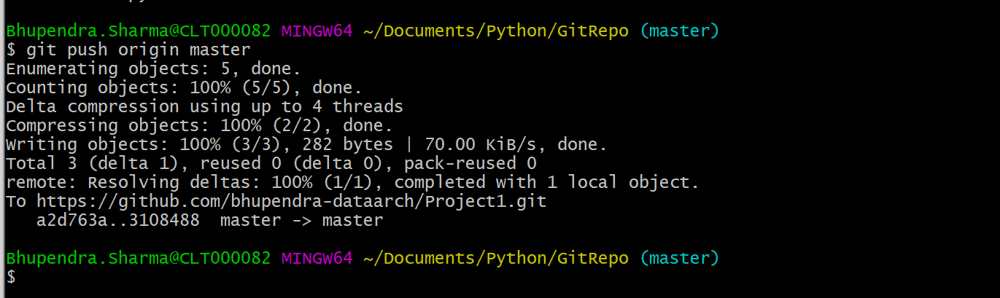 Bhupendra.Sharma@CLT000082 MINGW64 ~/Documents/Python/GitRepo (master)
$ git push origin master
Enumerating objects: 5, done.
Counting objects: 100% (5/5), done.
Delta compression using up to 4 threads
Compressing objects: 100% (2/2), done.
Writing objects: 100% (3/3), 282 bytes | 70.00 KiB/s, done.
Total 3 (delta 1), reused 0 (delta 0), pack-reused 0
remote: Resolving deltas: 100% (1/1), completed with 1 local object.
To https://github.com/bhupendra-dataarch/Project1.git
   a2d763a..3108488  master -> master
Bhupendra.Sharma@CLT000082 MINGW64 ~/Documents/Python/GitRepo (master)
$